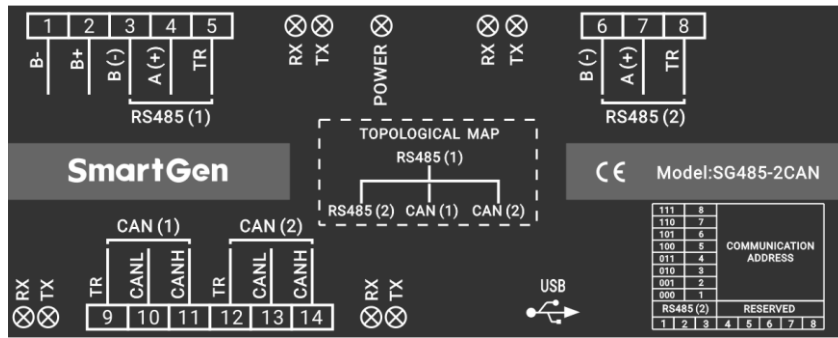 1 2 3 4 5
B- B+ B (-) A (+) TR
RS485 (1)
RX TX
POWER
RX TX
6 7 8
B (-) A (+) TR
RS485 (2)
TOPOLOGICAL MAP
RS485 (1)
RS485 (2) CAN (1) CAN (2)
SmartGen
CE Model:SG485-2CAN
CAN (1) CAN (2)
RX TX
TR CANL CANH TR CANL CANH
9 10 11 12 13 14
RX TX
USB
111 8
110 7
101 6
100 5
011 4
010 3
001 2
000 1
COMMUNICATION
ADDRESS
RS485 (2) RESERVED
1 2 3 4 5 6 7 8